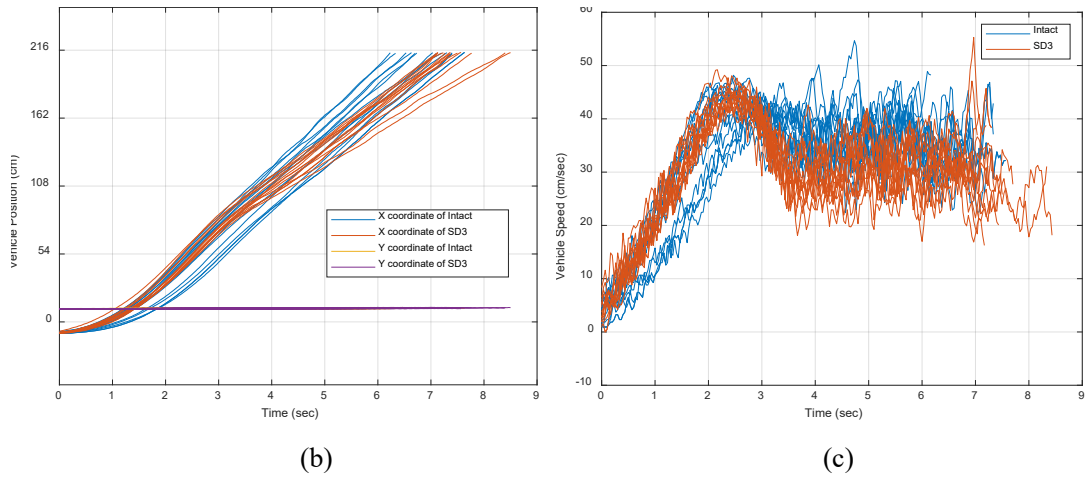 216
162
108
54
0
0 1 2 3 4 5 6 7 8 9
Time (sec)
Vehicle Position (cm)
X coordinate of Intact
X coordinate of SD3
Y coordinate of Intact
Y coordinate of SD3
(b)
60
50
40
30
20
10
0
-10
0 1 2 3 4 5 6 7 8 9
Time (sec)
Vehicle Speed (cm/sec)
Intact
SD3
(c)